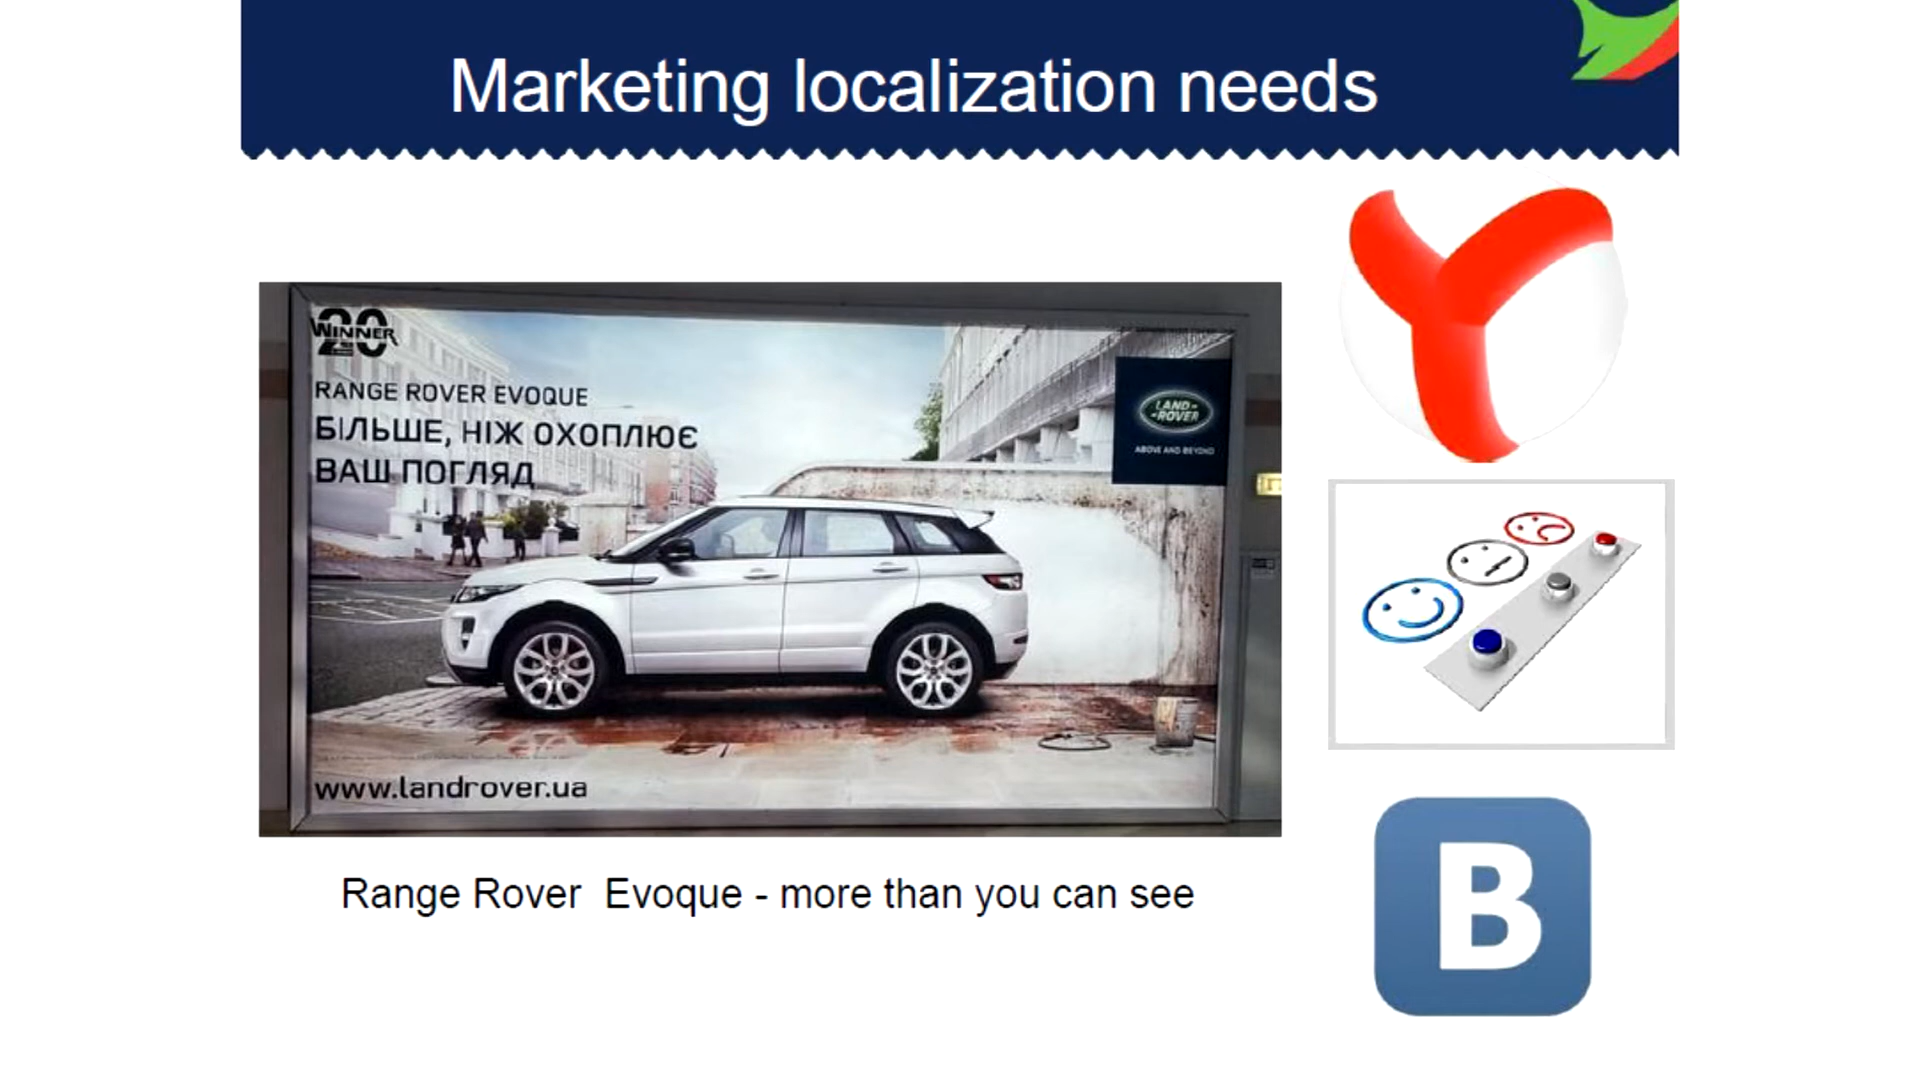 Marketing localization needs
20
WINNER
RANGE ROVER EVOQUE
БІЛЬШЕ, НІЖ ОХОПЛЮЄ
ВАШ ПОГЛЯД
LAND-
-ROVER
ABOVE AND BEYOND
www.landrover.ua
Range Rover Evoque - more than you can see
B